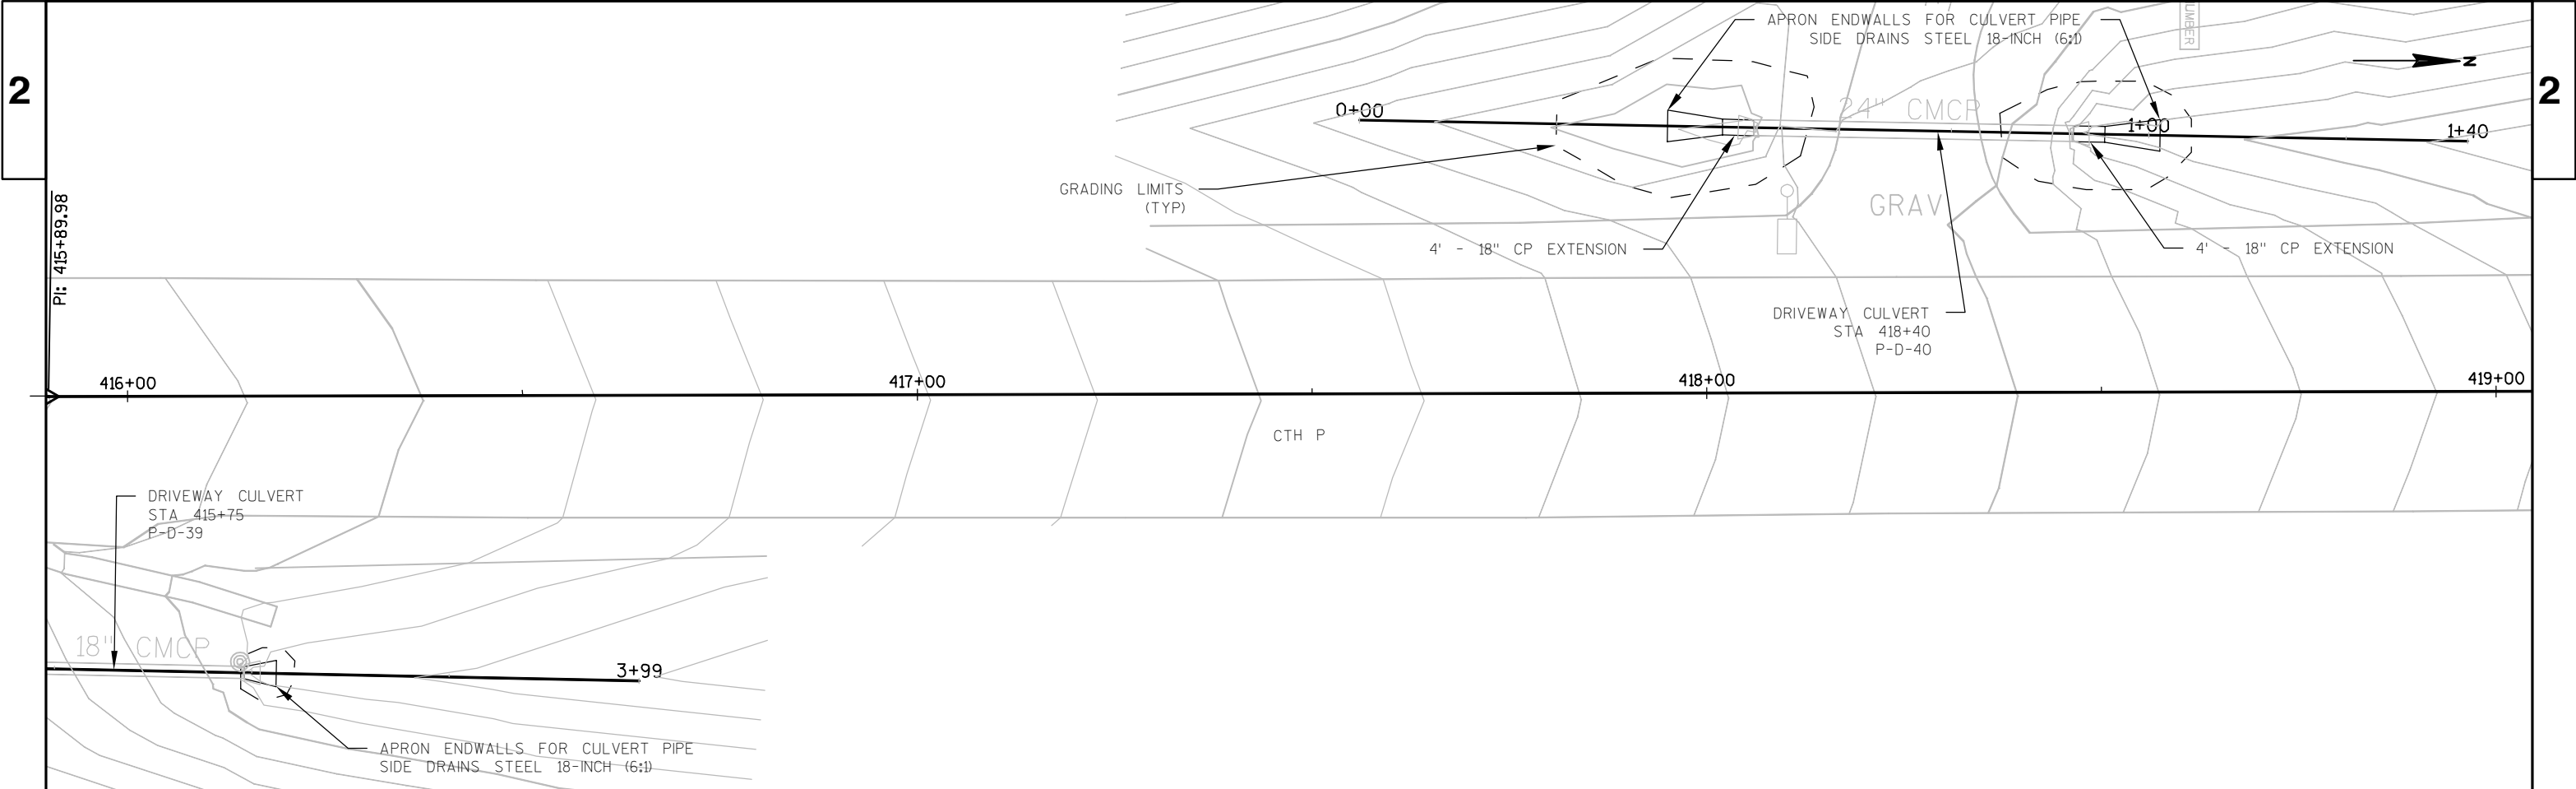 2
2
APRON ENDWALLS FOR CULVERT PIPE
SIDE DRAINS STEEL 18-INCH (6:1)
UMBER
N
0+00
24" CMCP
1+00
1+40
GRADING LIMITS
(TYP)
GRAV
PI: 415+89.98
4' - 18" CP EXTENSION
4' - 18" CP EXTENSION
DRIVEWAY CULVERT
STA 418+40
P-D-40
416+00
417+00
418+00
419+00
CTH P
DRIVEWAY CULVERT
STA 415+75
P-D-39
18" CMCP
3+99
APRON ENDWALLS FOR CULVERT PIPE
SIDE DRAINS STEEL 18-INCH (6:1)